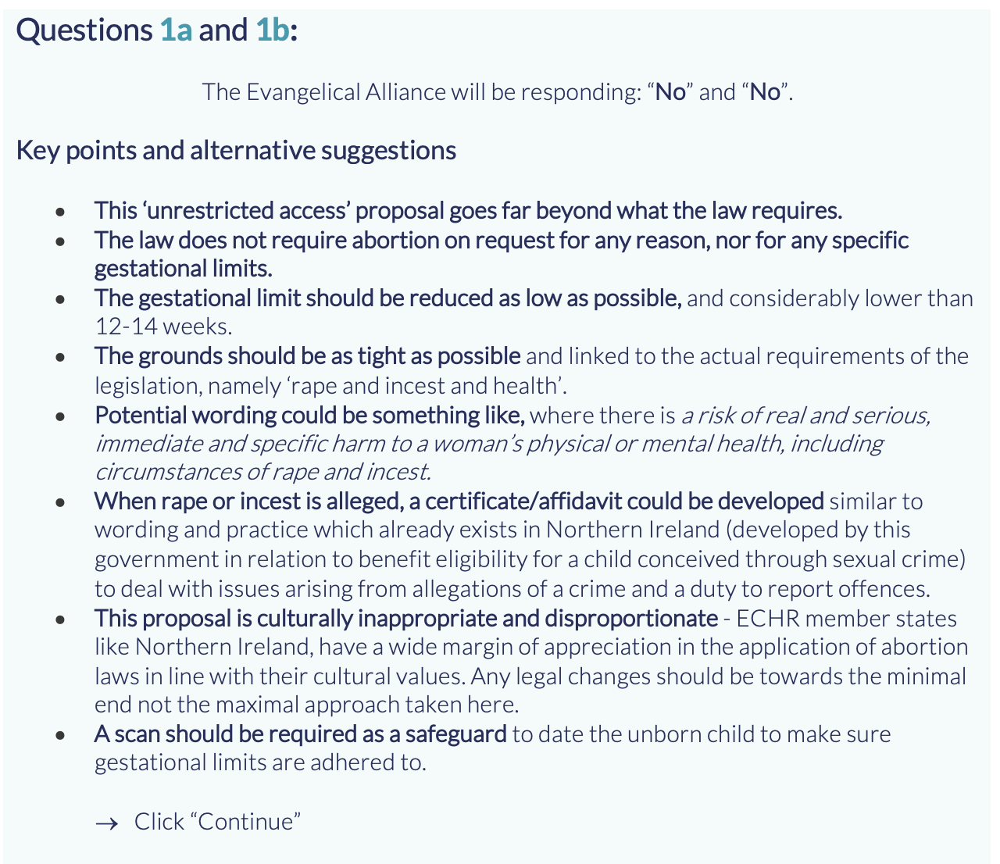 Questions 1a and 1b:
The Evangelical Alliance will be responding: “No” and “No”.
Key points and alternative suggestions
• This ‘unrestricted access’ proposal goes far beyond what the law requires.
• The law does not require abortion on request for any reason, nor for any specific
gestational limits.
• The gestational limit should be reduced as low as possible, and considerably lower than
12-14 weeks.
• The grounds should be as tight as possible and linked to the actual requirements of the
legislation, namely ‘rape and incest and health’.
• Potential wording could be something like, where there is a risk of real and serious,
immediate and specific harm to a woman’s physical or mental health, including
circumstances of rape and incest.
• When rape or incest is alleged, a certificate/affidavit could be developed similar to
wording and practice which already exists in Northern Ireland (developed by this
government in relation to benefit eligibility for a child conceived through sexual crime)
to deal with issues arising from allegations of a crime and a duty to report offences.
• This proposal is culturally inappropriate and disproportionate - ECHR member states
like Northern Ireland, have a wide margin of appreciation in the application of abortion
laws in line with their cultural values. Any legal changes should be towards the minimal
end not the maximal approach taken here.
• A scan should be required as a safeguard to date the unborn child to make sure
gestational limits are adhered to.
→ Click “Continue”